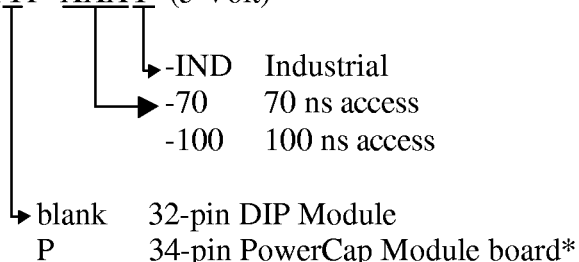 -IND Industrial
-70 70 ns access
-100 100 ns access
blank 32-pin DIP Module
P 34-pin PowerCap Module board*